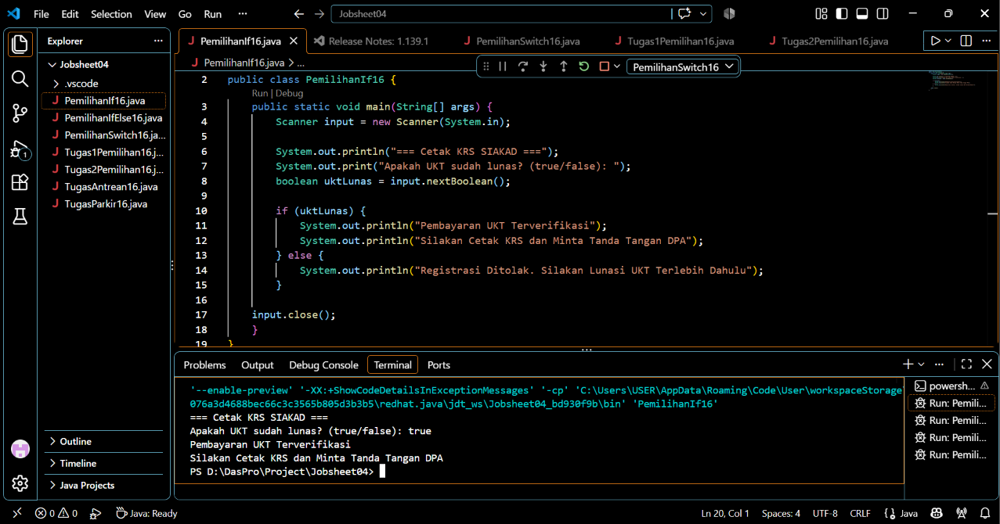 File Edit Selection View Go Run ···
Jobsheet04
Explorer ···
Jobsheet04
.vscode
PemilihanIf16.java
PemilihanIfElse16.java
PemilihanSwitch16.ja...
Tugas1Pemilihan16.j...
Tugas2Pemilihan16.j...
TugasAntrean16.java
TugasParkir16.java
Outline
Timeline
Java Projects
1
PemilihanIf16.java Release Notes: 1.139.1 PemilihanSwitch16.java Tugas1Pemilihan16.java Tugas2Pemilihan16.java ···
PemilihanIf16.java > ...
PemilihanSwitch16
2 public class PemilihanIf16 {
Run | Debug
3 public static void main(String[] args) {
4 Scanner input = new Scanner(System.in);
5
6 System.out.println("=== Cetak KRS SIAKAD ===");
7 System.out.print("Apakah UKT sudah lunas? (true/false): ");
8 boolean uktLunas = input.nextBoolean();
9
10 if (uktLunas) {
11 System.out.println("Pembayaran UKT Terverifikasi");
12 System.out.println("Silakan Cetak KRS dan Minta Tanda Tangan DPA");
13 } else {
14 System.out.println("Registrasi Ditolak. Silakan Lunasi UKT Terlebih Dahulu");
15 }
16
17 input.close();
18 }
19 }
Problems Output Debug Console Terminal Ports
'--enable-preview' '-XX:+ShowCodeDetailsInExceptionMessages' '-cp' 'C:\Users\USER\AppData\Roaming\Code\User\workspaceStorage
076a3d4688bec66c3c3565b805d3b3b5\redhat.java\jdt_ws\Jobsheet04_bd930f9b\bin' 'PemilihanIf16'
=== Cetak KRS SIAKAD ===
Apakah UKT sudah lunas? (true/false): true
Pembayaran UKT Terverifikasi
Silakan Cetak KRS dan Minta Tanda Tangan DPA
PS D:\DasPro\Project\Jobsheet04>
powersh...
Run: Pemili...
Run: Pemili...
Run: Pemili...
Run: Pemili...
0 0 Java: Ready Ln 20, Col 1 Spaces: 4 UTF-8 CRLF {} Java